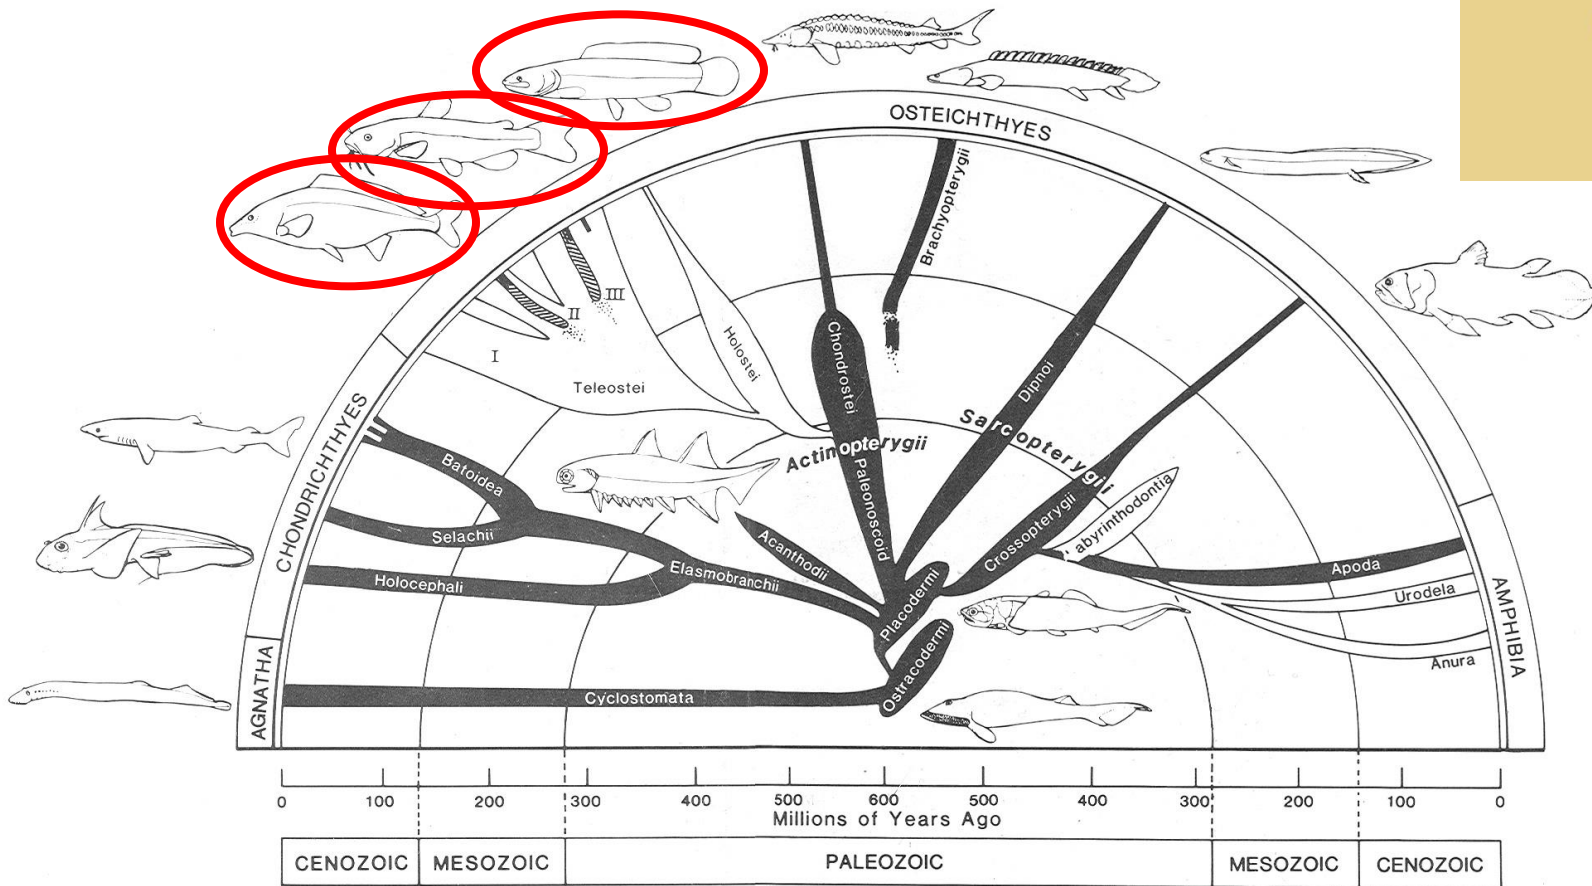 OSTEICHTHYES
CHONDRICHTHYES
AGNATHA
AMPHIBIA
Brachyopterygii
III
II
I
Teleostei
Holostei
Chondrostei
Paleonoscoid
Dipnoi
Actinopterygii
Sarcopterygii
Crossopterygii
Labyrinthodontia
Batoidea
Selachii
Holocephali
Elasmobranchii
Acanthodii
Placodermi
Ostracodermi
Cyclostomata
Apoda
Urodela
Anura
0 100 200 300 400 500 600 500 400 300 200 100 0
Millions of Years Ago
CENOZOIC MESOZOIC PALEOZOIC MESOZOIC CENOZOIC